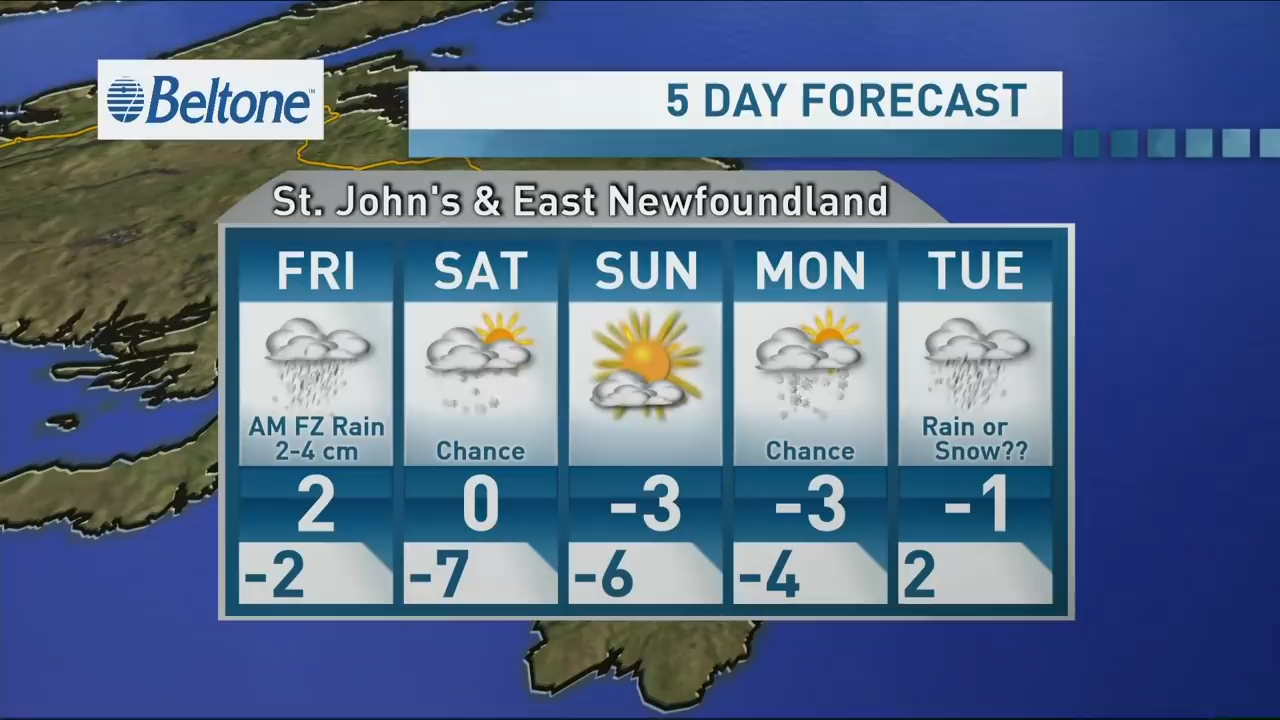 Beltone™
5 DAY FORECAST
St. John's & East Newfoundland
FRI SAT SUN MON TUE
AM FZ Rain
2-4 cm
Chance
Chance
Rain or
Snow??
2 0 -3 -3 -1
-2 -7 -6 -4 2